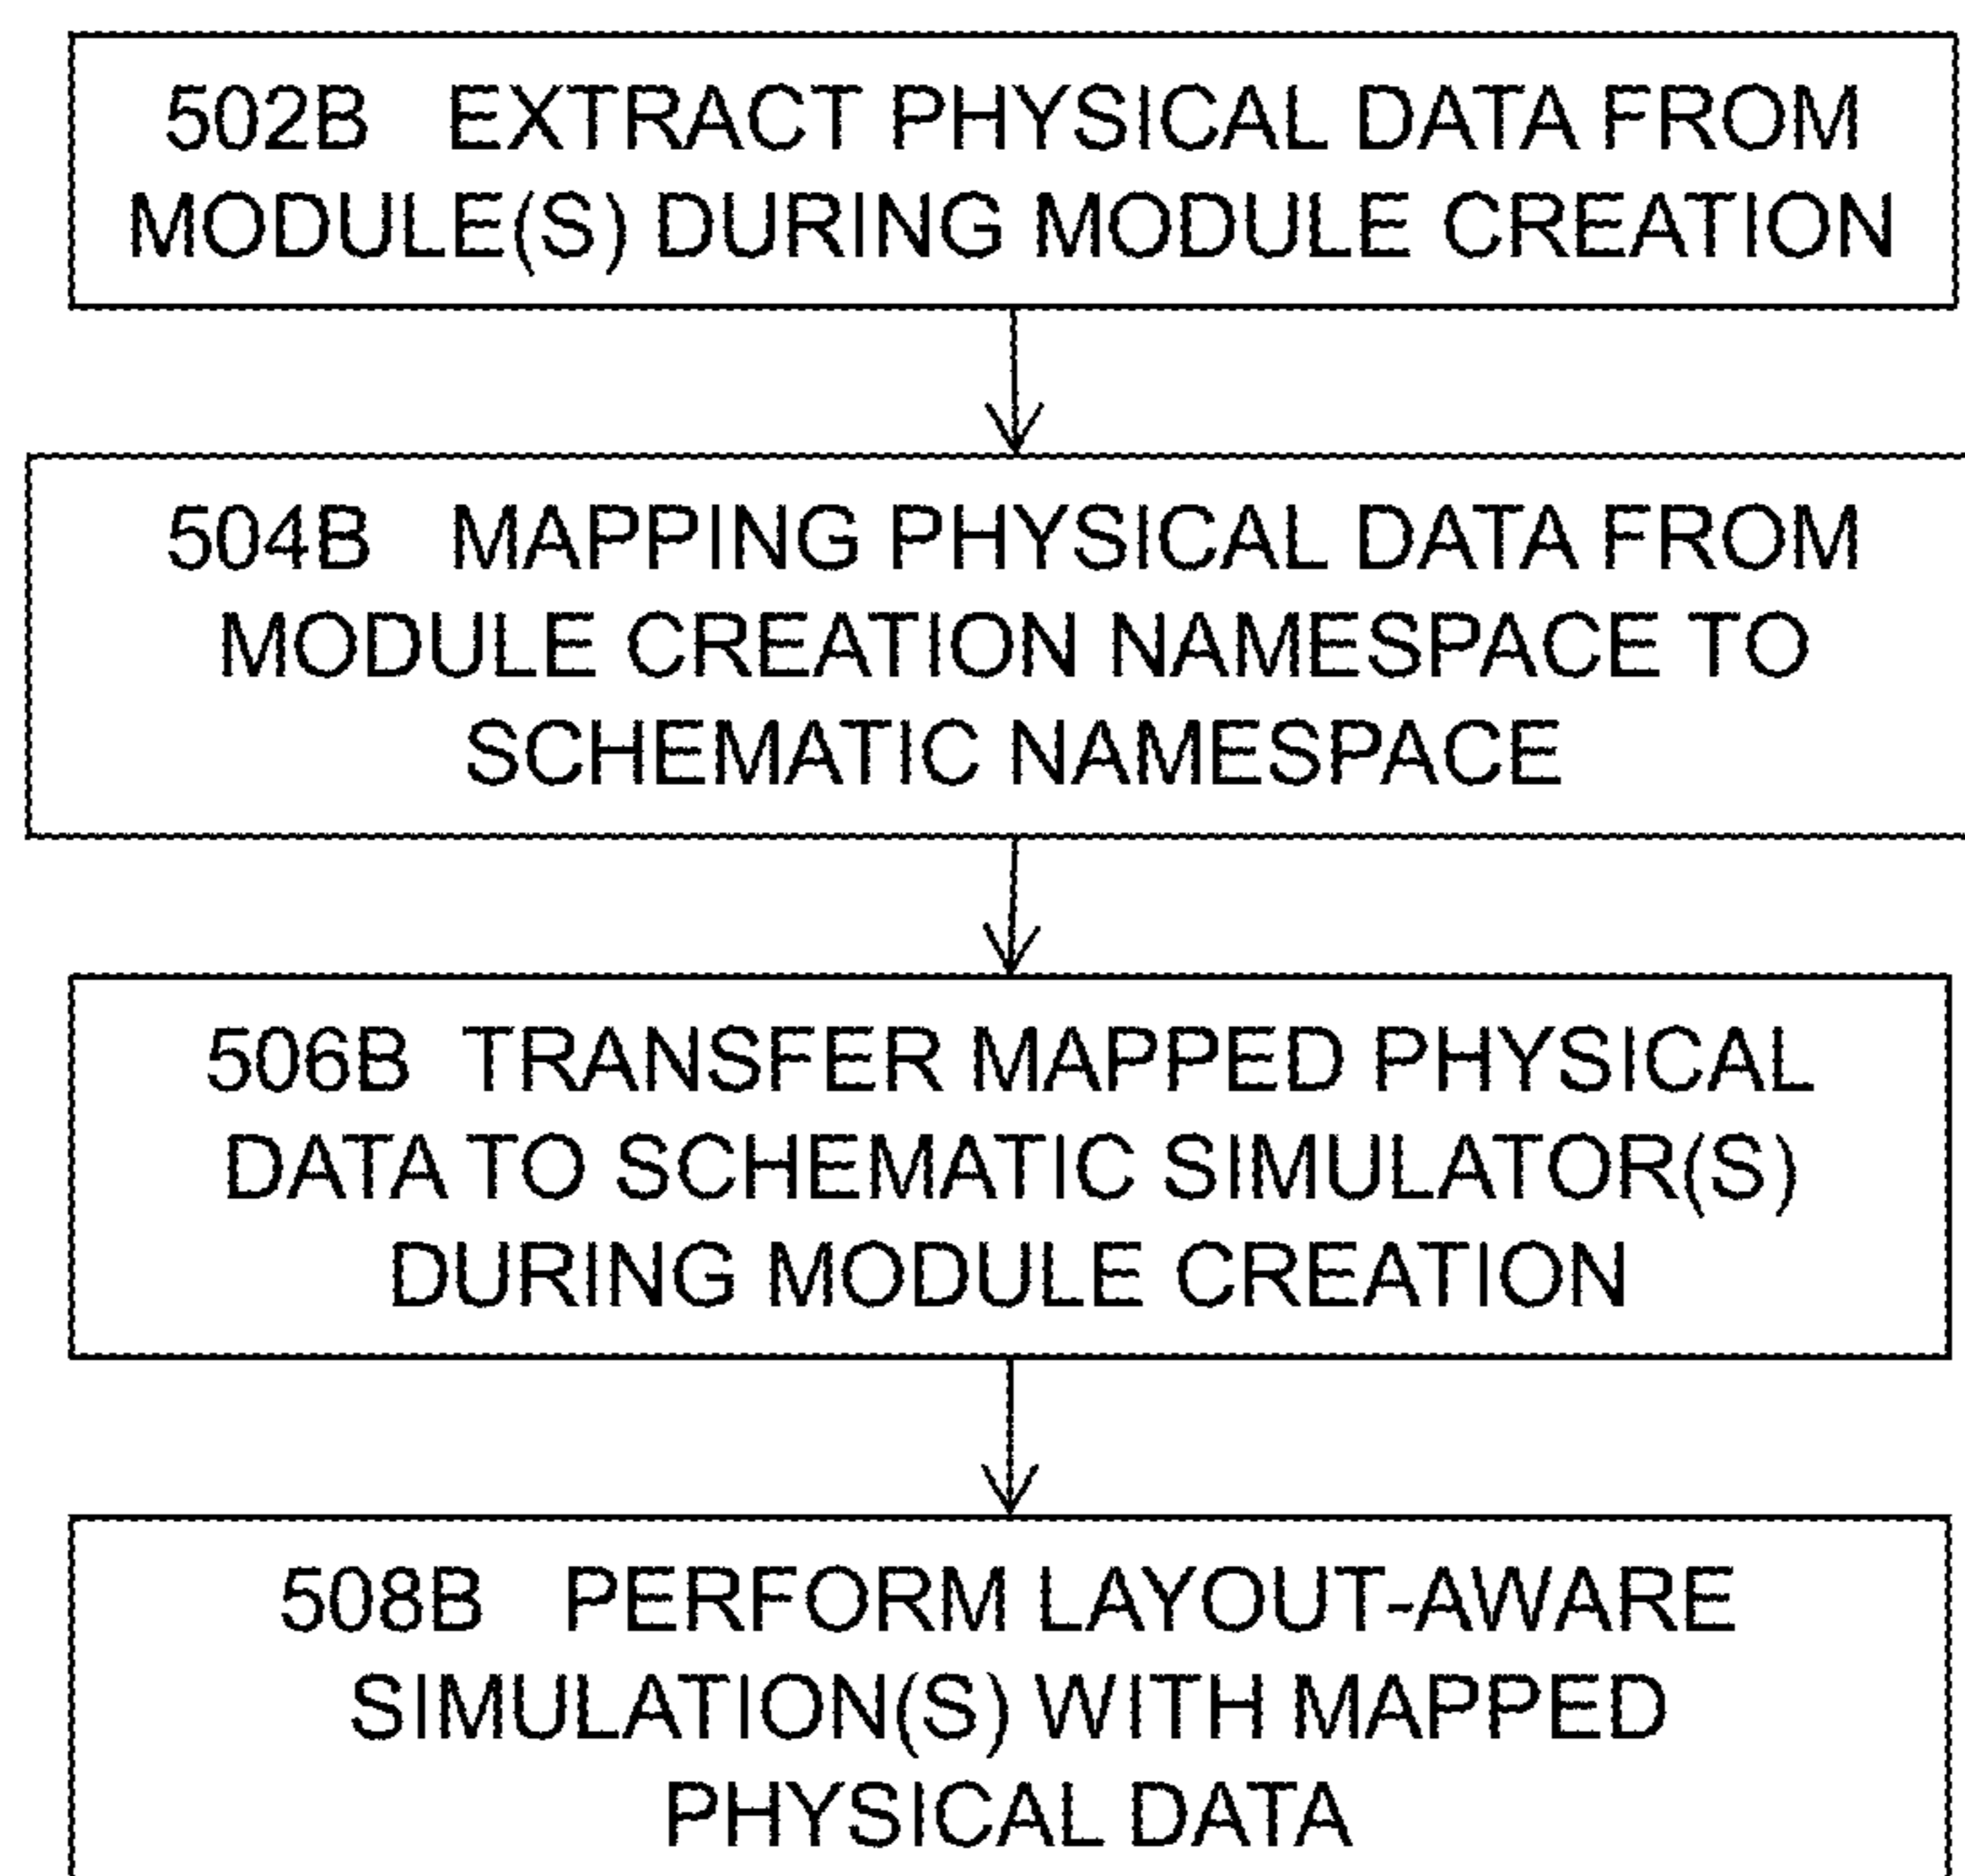 502B EXTRACT PHYSICAL DATA FROM
MODULE(S) DURING MODULE CREATION
504B MAPPING PHYSICAL DATA FROM
MODULE CREATION NAMESPACE TO
SCHEMATIC NAMESPACE
506B TRANSFER MAPPED PHYSICAL
DATA TO SCHEMATIC SIMULATOR(S)
DURING MODULE CREATION
508B PERFORM LAYOUT-AWARE
SIMULATION(S) WITH MAPPED
PHYSICAL DATA